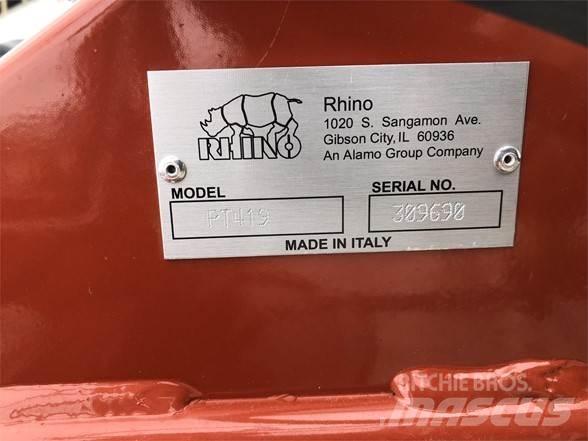 RHINO
Rhino
1020 S. Sangamon Ave.
Gibson City, IL 60936
An Alamo Group Company
MODEL
PT419
SERIAL NO.
309690
MADE IN ITALY
RITCHIE BROS.
MASCUS